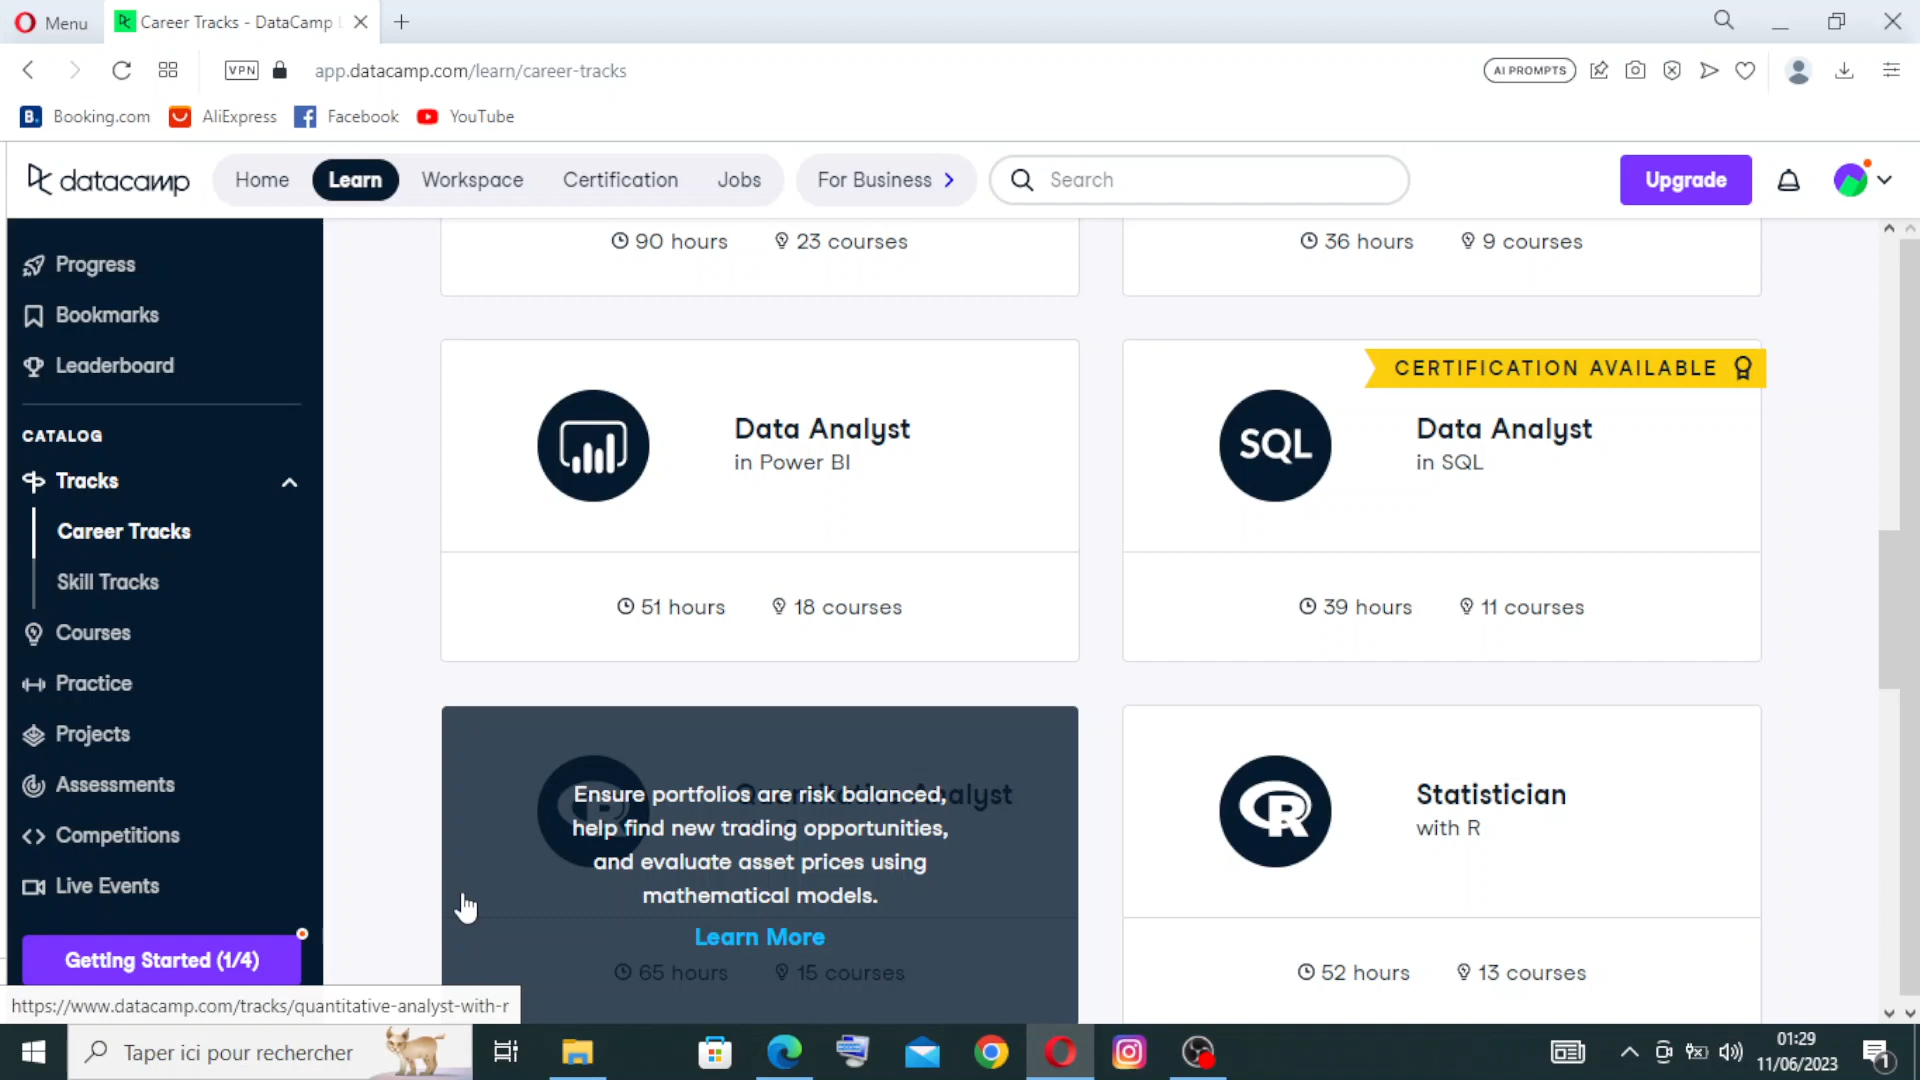 Menu
Career Tracks - DataCamp L
VPN
app.datacamp.com/learn/career-tracks
AI PROMPTS
B. Booking.com
AliExpress
Facebook
YouTube
datacamp
Home
Learn
Workspace
Certification
Jobs
For Business
Search
Upgrade
Progress
Bookmarks
Leaderboard
CATALOG
Tracks
Career Tracks
Skill Tracks
Courses
Practice
Projects
Assessments
Competitions
Live Events
Getting Started (1/4)
90 hours
23 courses
36 hours
9 courses
Data Analyst
in Power BI
51 hours
18 courses
CERTIFICATION AVAILABLE
SQL
Data Analyst
in SQL
39 hours
11 courses
Quantitative Analyst
Ensure portfolios are risk balanced,
help find new trading opportunities,
and evaluate asset prices using
mathematical models.
Learn More
65 hours
15 courses
R
Statistician
with R
52 hours
13 courses
https://www.datacamp.com/tracks/quantitative-analyst-with-r
Taper ici pour rechercher
01:29
11/06/2023
1